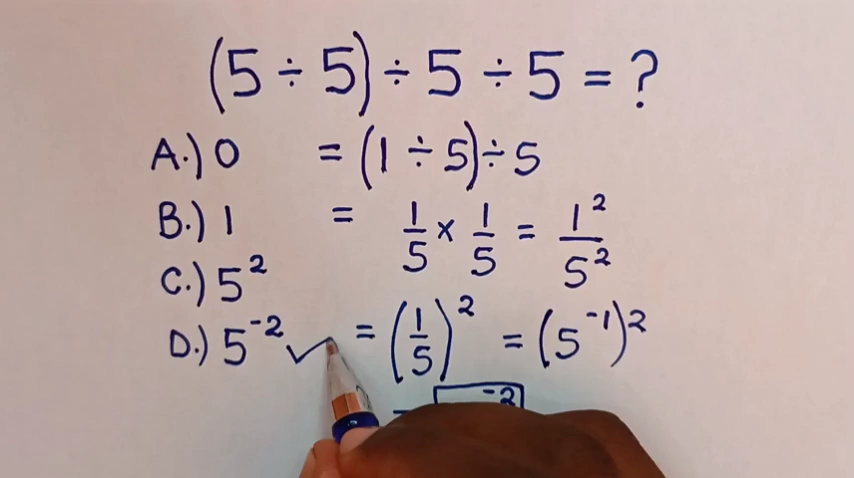 (5 ÷ 5) ÷ 5 ÷ 5 = ?
A.) 0 = (1 ÷ 5) ÷ 5
B.) 1 = 1/5 × 1/5 = 1²/5²
C.) 5²
D.) 5⁻² ✓ = (1/5)² = (5⁻¹)²
= ⁻²